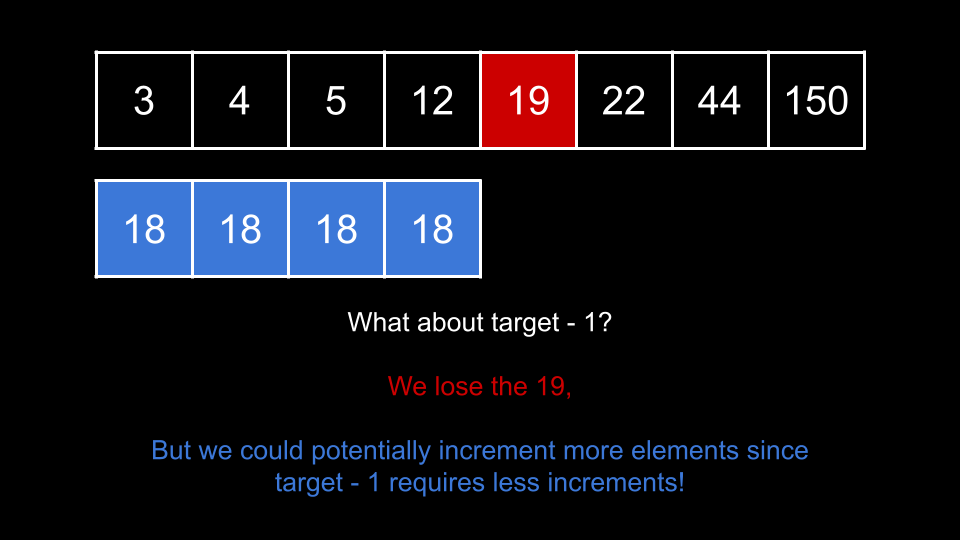 3 4 5 12 19 22 44 150
18 18 18 18
What about target - 1?
We lose the 19,
But we could potentially increment more elements since
target - 1 requires less increments!